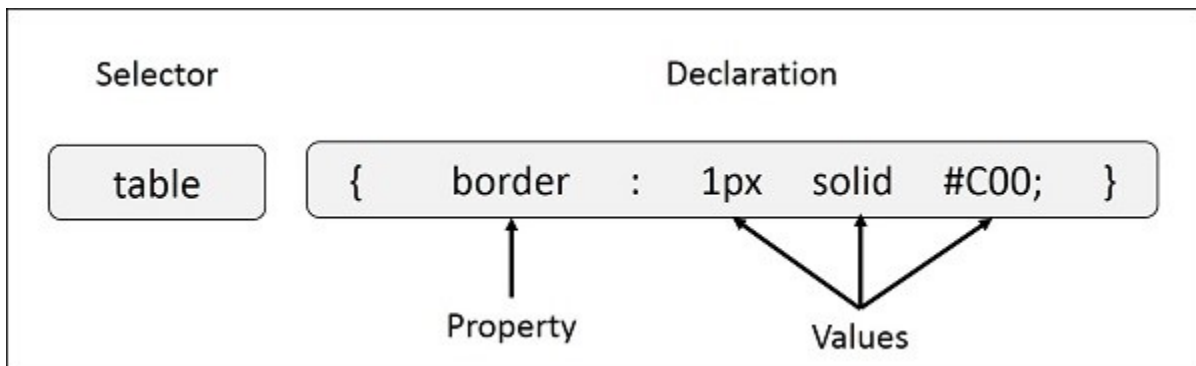 Selector Declaration
table { border : 1px solid #C00; }
Property Values